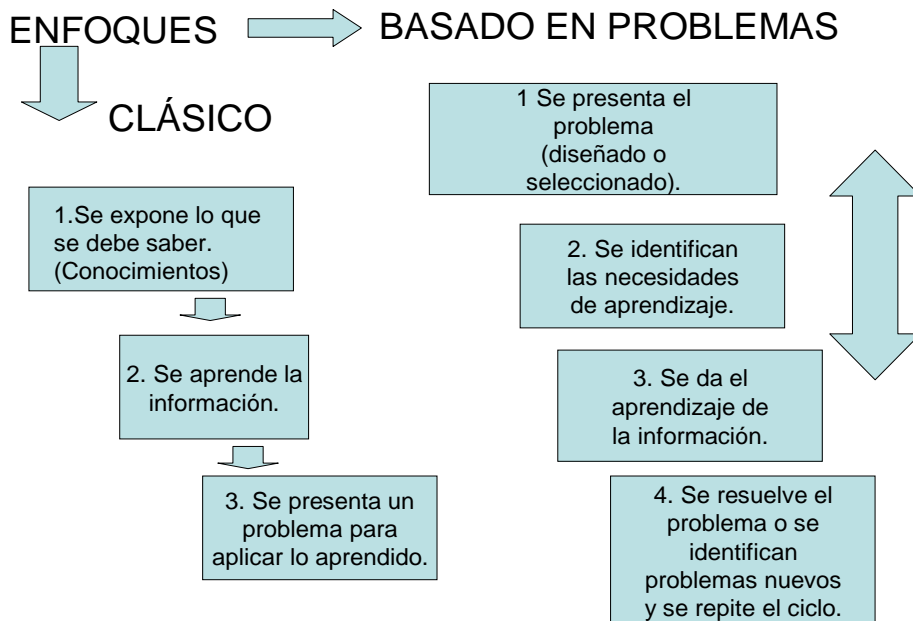 ENFOQUES
BASADO EN PROBLEMAS
CLÁSICO
1.Se expone lo que
se debe saber.
(Conocimientos)
2. Se aprende la
información.
3. Se presenta un
problema para
aplicar lo aprendido.
1 Se presenta el
problema
(diseñado o
seleccionado).
2. Se identifican
las necesidades
de aprendizaje.
3. Se da el
aprendizaje de
la información.
4. Se resuelve el
problema o se
identifican
problemas nuevos
y se repite el ciclo.